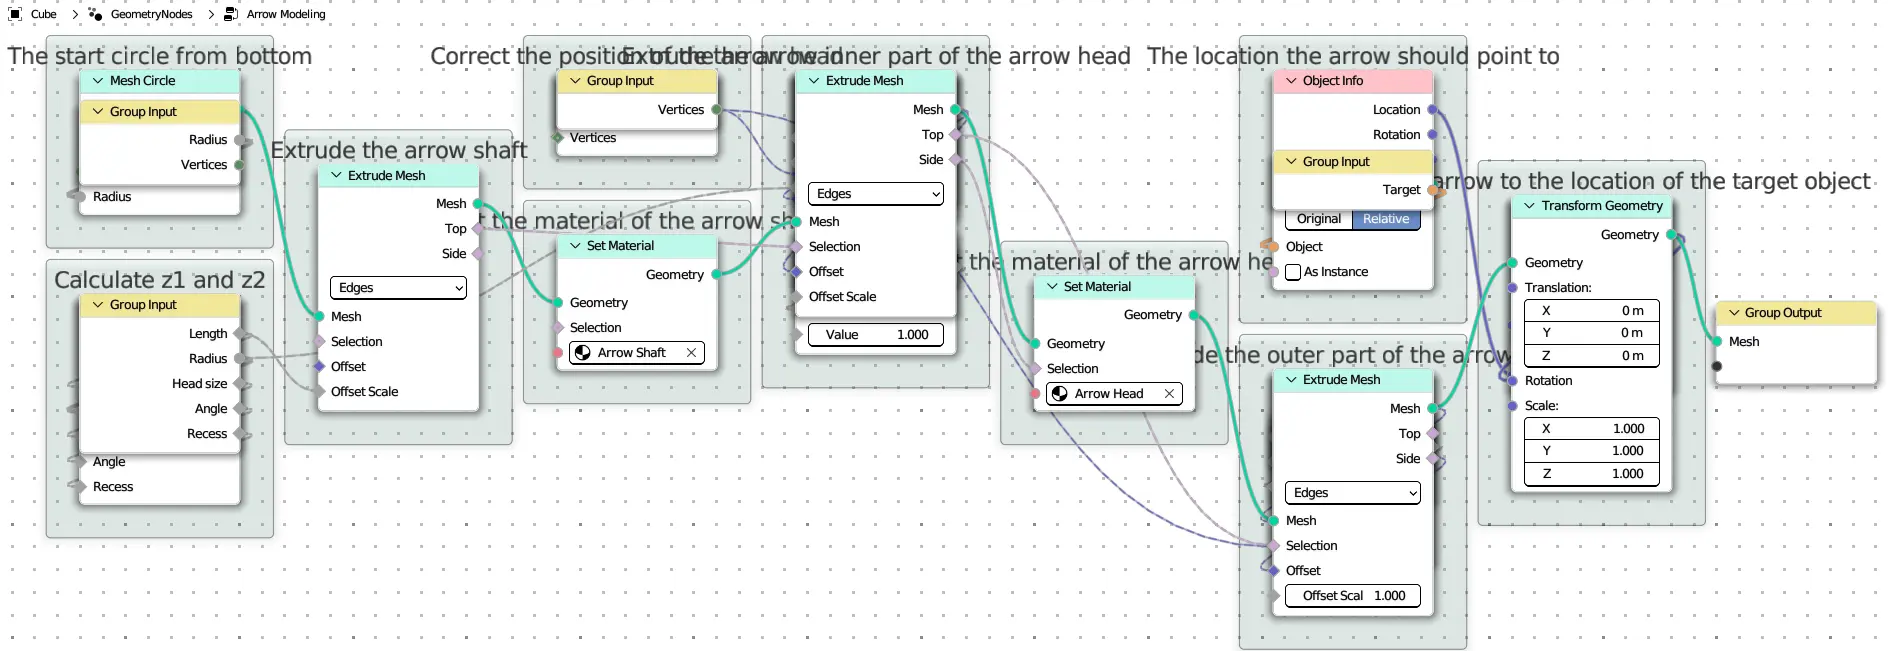 Cube > GeometryNodes > Arrow Modeling
The start circle from bottom
Mesh Circle
Group Input
Radius
Vertices
Radius
Calculate z1 and z2
Group Input
Length
Radius
Head size
Angle
Recess
Angle
Recess
Extrude the arrow shaft
Extrude Mesh
Mesh
Top
Side
Edges
Mesh
Selection
Offset
Offset Scale
Correct the position of the arrow head
Group Input
Vertices
Vertices
the material of the arrow sh
Set Material
Geometry
Geometry
Selection
Arrow Shaft
Extrude the inner part of the arrow head
Extrude Mesh
Mesh
Top
Side
Edges
Mesh
Selection
Offset
Offset Scale
Value 1.000
the material of the arrow he
Set Material
Geometry
Geometry
Selection
Arrow Head
The location the arrow should point to
Object Info
Location
Rotation
Group Input
Target
Original Relative
Object
As Instance
de the outer part of the arrow
Extrude Mesh
Mesh
Top
Side
Edges
Mesh
Selection
Offset
Offset Scal 1.000
arrow to the location of the target object
Transform Geometry
Geometry
Geometry
Translation:
X 0 m
Y 0 m
Z 0 m
Rotation
Scale:
X 1.000
Y 1.000
Z 1.000
Group Output
Mesh